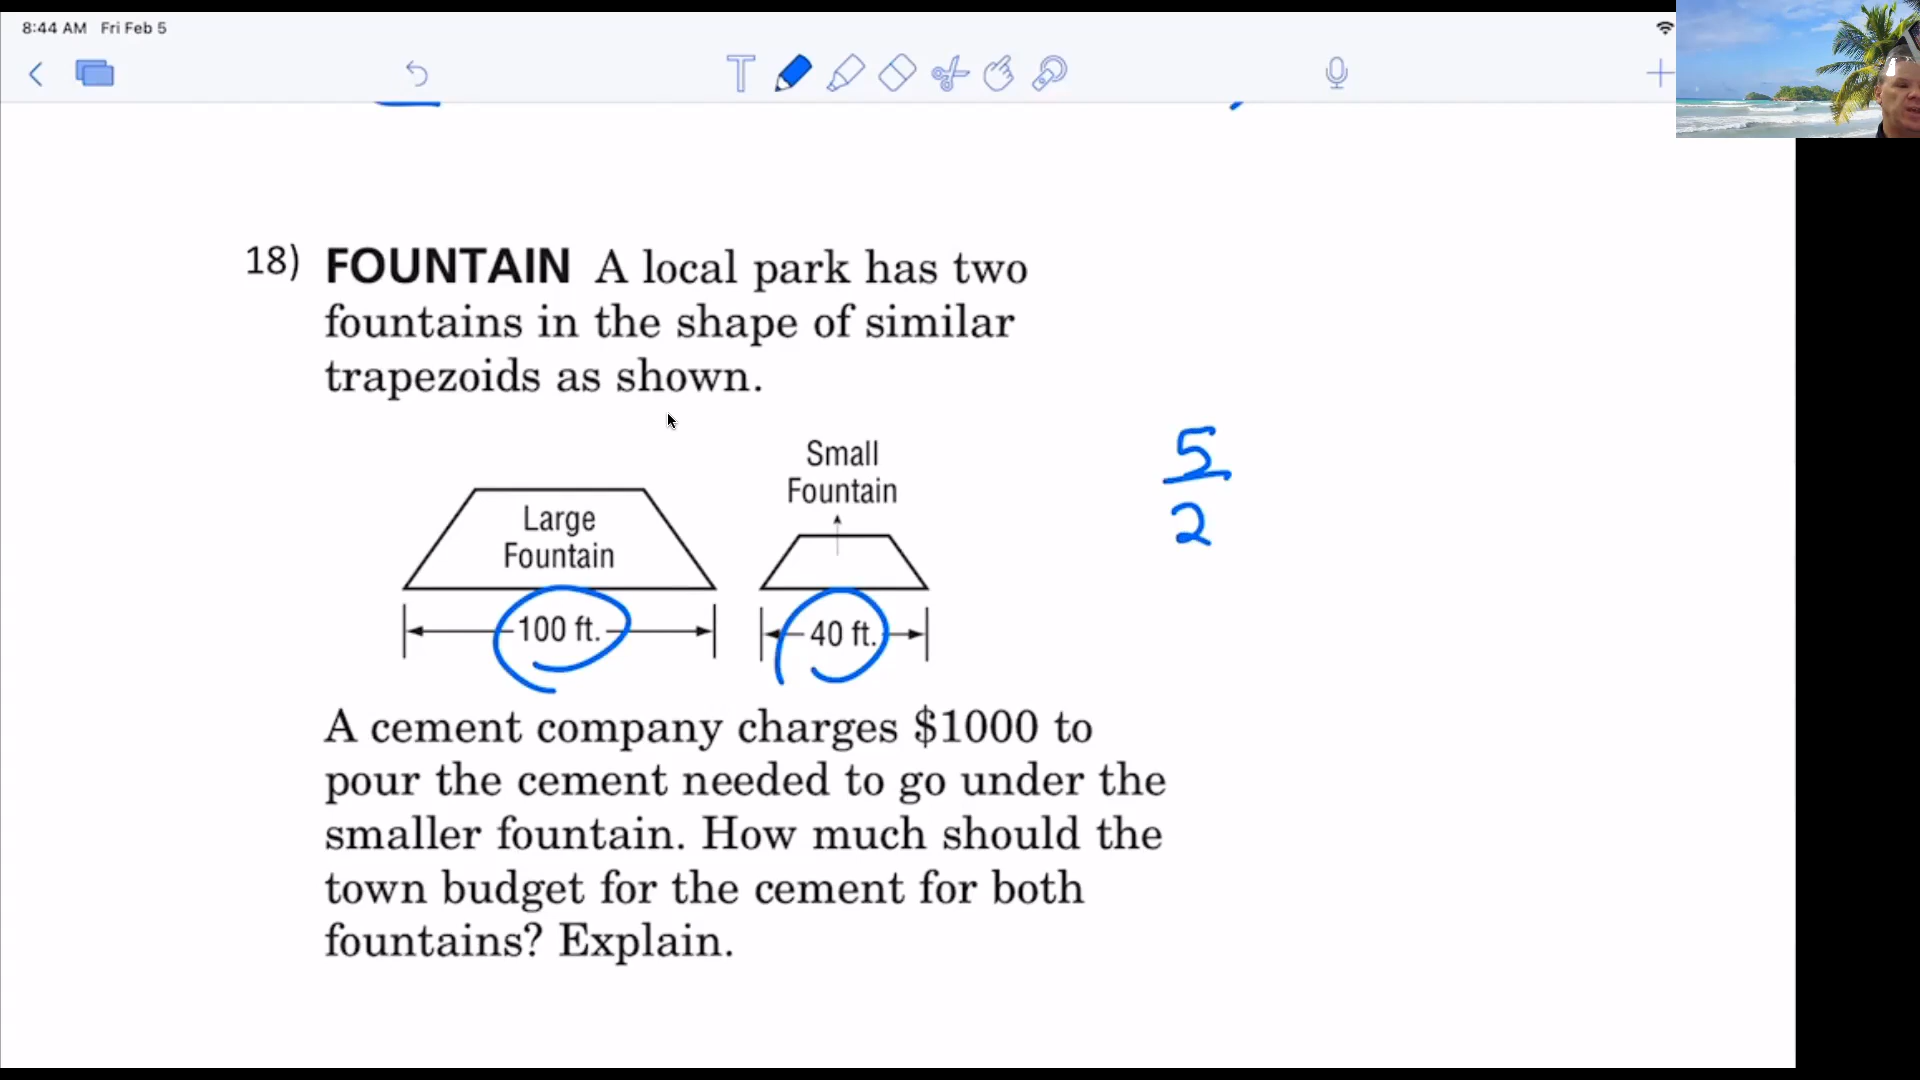 8:44 AM Fri Feb 5
T
18) FOUNTAIN A local park has two
fountains in the shape of similar
trapezoids as shown.
Small
Fountain
Large
Fountain
100 ft.
40 ft.
5
2
A cement company charges $1000 to
pour the cement needed to go under the
smaller fountain. How much should the
town budget for the cement for both
fountains? Explain.